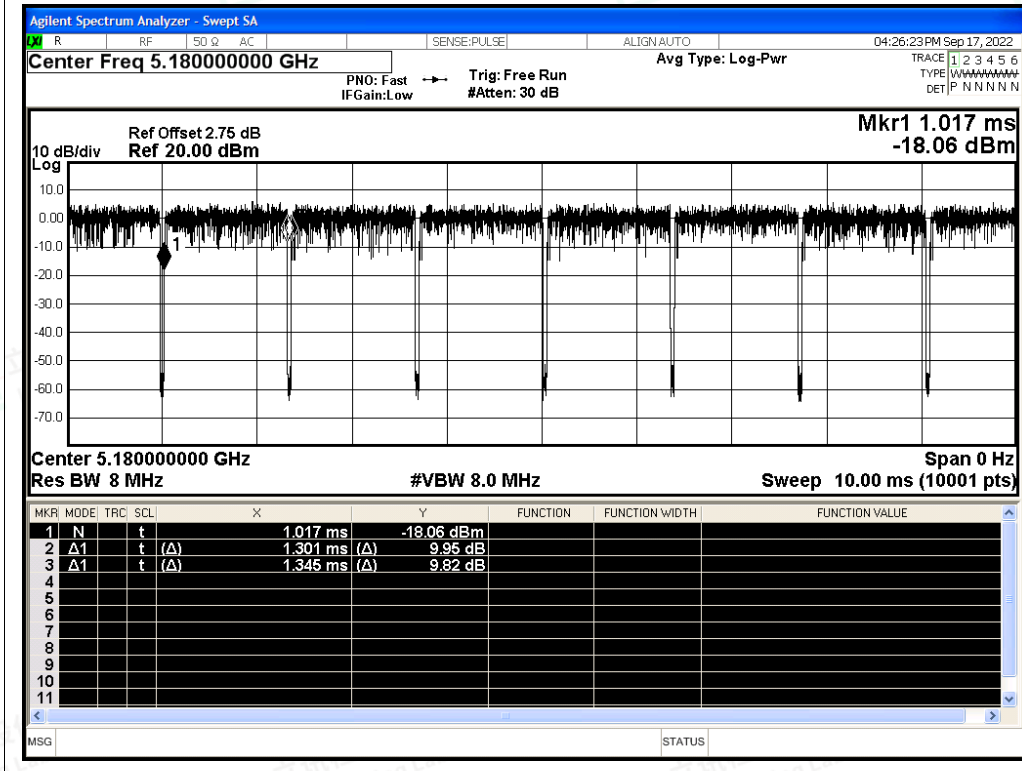 Agilent Spectrum Analyzer - Swept SA
LXI R RF 50 Ω AC SENSE:PULSE ALIGN AUTO 04:26:23 PM Sep 17, 2022
Center Freq 5.180000000 GHz Avg Type: Log-Pwr TRACE 1 2 3 4 5 6
PNO: Fast Trig: Free Run TYPE
IFGain:Low #Atten: 30 dB DET P N N N N N
Mkr1 1.017 ms
Ref Offset 2.75 dB
10 dB/div Ref 20.00 dBm -18.06 dBm
Log
10.0
0.00
1
-10.0
-20.0
-30.0
-40.0
-50.0
-60.0
-70.0
Center 5.180000000 GHz Span 0 Hz
Res BW 8 MHz #VBW 8.0 MHz Sweep 10.00 ms (10001 pts)
MKR MODE TRC SCL X Y FUNCTION FUNCTION WIDTH FUNCTION VALUE
1 N t 1.017 ms -18.06 dBm
2 Δ1 t (Δ) 1.301 ms (Δ) 9.95 dB
3 Δ1 t (Δ) 1.345 ms (Δ) 9.82 dB
4
5
6
7
8
9
10
11
MSG STATUS